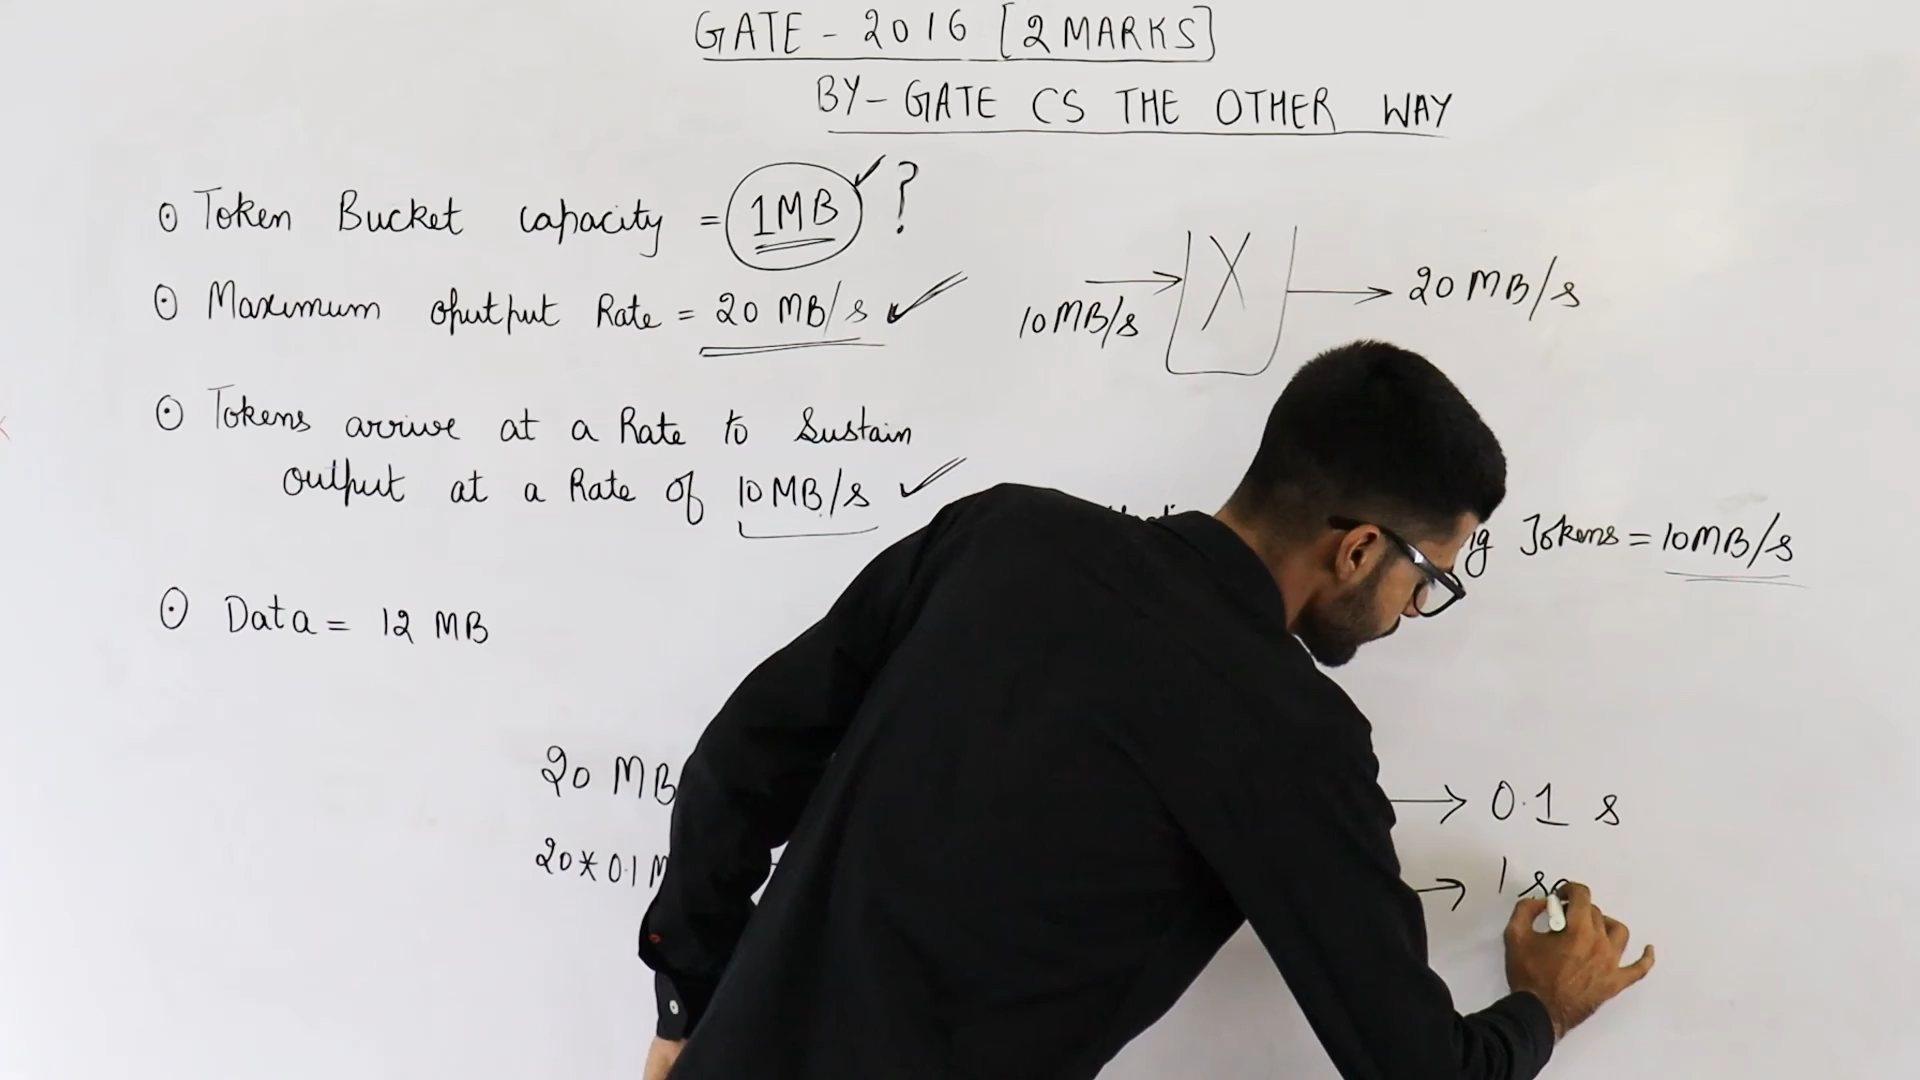 GATE - 2016 [2 MARKS]
BY - GATE CS THE OTHER WAY
⊙ Token Bucket capacity = 1MB ?
10MB/s → X → 20 MB/s
⊙ Maximum output Rate = 20 MB/s ✓
⊙ Tokens arrive at a Rate to Sustain
output at a Rate of 10MB/s ✓
Tokens = 10MB/s
⊙ Data = 12 MB
20 MB → 0.1 s
20*0.1 M → 1 se